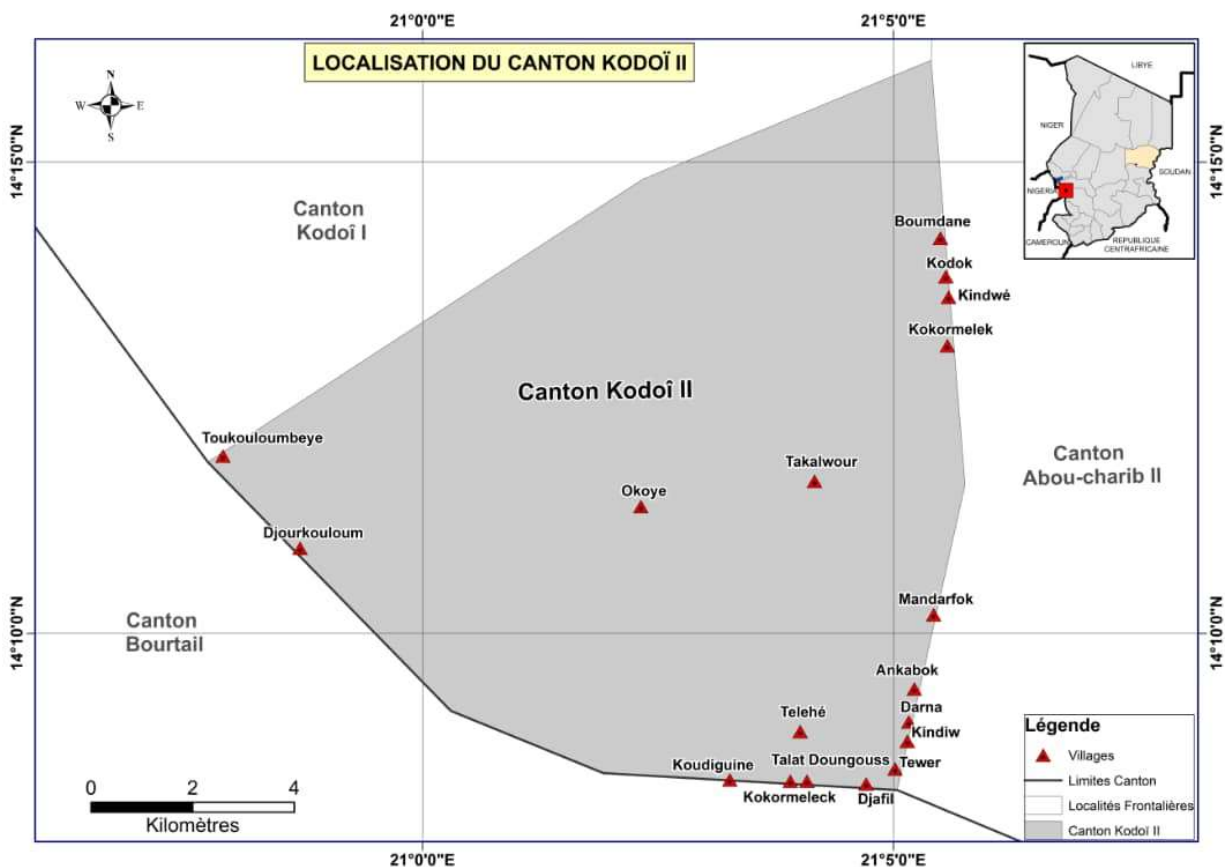 21°0'0"E
21°5'0"E
LOCALISATION DU CANTON KODOÏ II
N
W
E
S
LIBYE
NIGER
SOUDAN
NIGERIA
CAMEROUN
REPUBLIQUE
CENTRAFRICAINE
14°15'0"N
14°15'0"N
Canton
Kodoî I
Boumdane
Kodok
Kindwé
Kokormelek
Canton Kodoî II
Toukouloumbeye
Takalwour
Canton
Abou-charib II
Okoye
Djourkouloum
Mandarfok
Canton
Bourtail
14°10'0"N
14°10'0"N
Ankabok
Darna
Telehé
Kindiw
Talat Doungouss
Tewer
Koudiguine
Kokormeleck
Djafil
Légende
Villages
Limites Canton
Localités Frontalières
Canton Kodoï II
0
2
4
Kilomètres
21°0'0"E
21°5'0"E